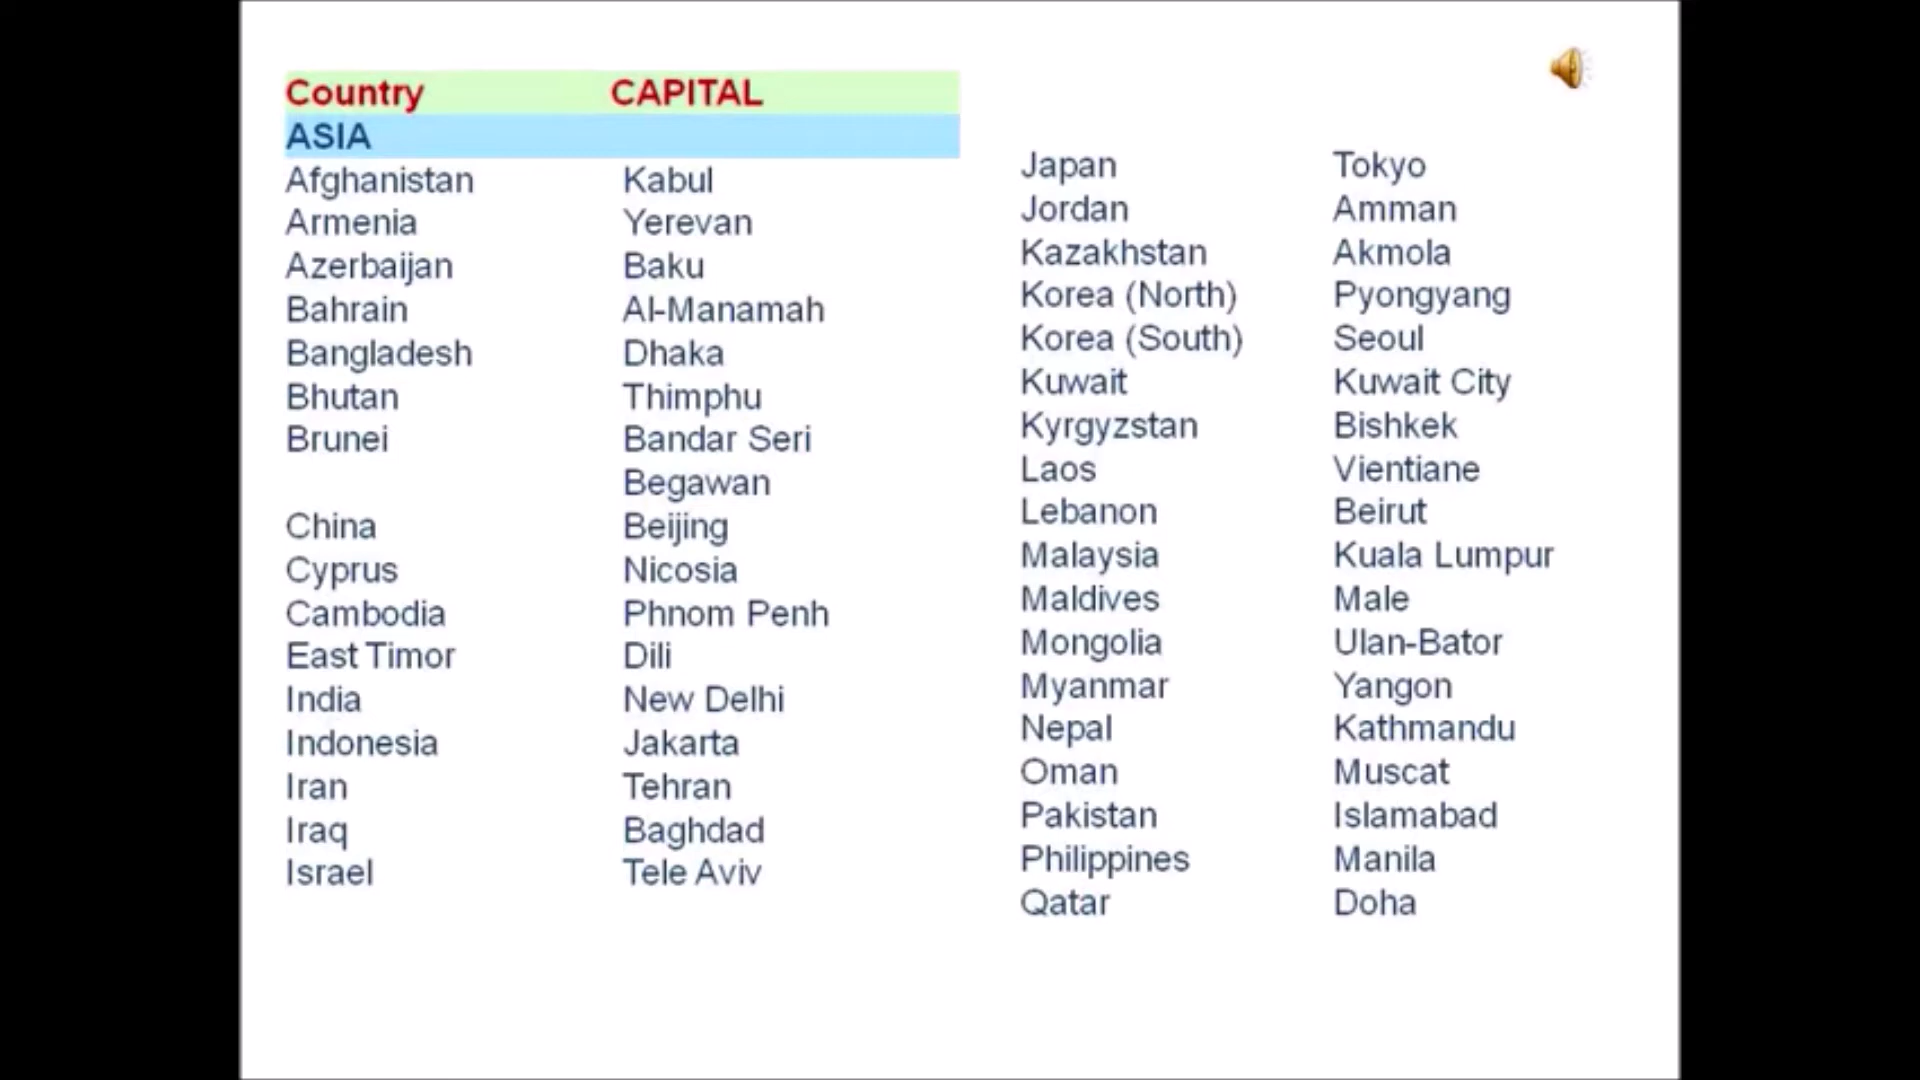 Country CAPITAL
ASIA
Afghanistan Kabul
Armenia Yerevan
Azerbaijan Baku
Bahrain Al-Manamah
Bangladesh Dhaka
Bhutan Thimphu
Brunei Bandar Seri
Begawan
China Beijing
Cyprus Nicosia
Cambodia Phnom Penh
East Timor Dili
India New Delhi
Indonesia Jakarta
Iran Tehran
Iraq Baghdad
Israel Tele Aviv
Japan Tokyo
Jordan Amman
Kazakhstan Akmola
Korea (North) Pyongyang
Korea (South) Seoul
Kuwait Kuwait City
Kyrgyzstan Bishkek
Laos Vientiane
Lebanon Beirut
Malaysia Kuala Lumpur
Maldives Male
Mongolia Ulan-Bator
Myanmar Yangon
Nepal Kathmandu
Oman Muscat
Pakistan Islamabad
Philippines Manila
Qatar Doha